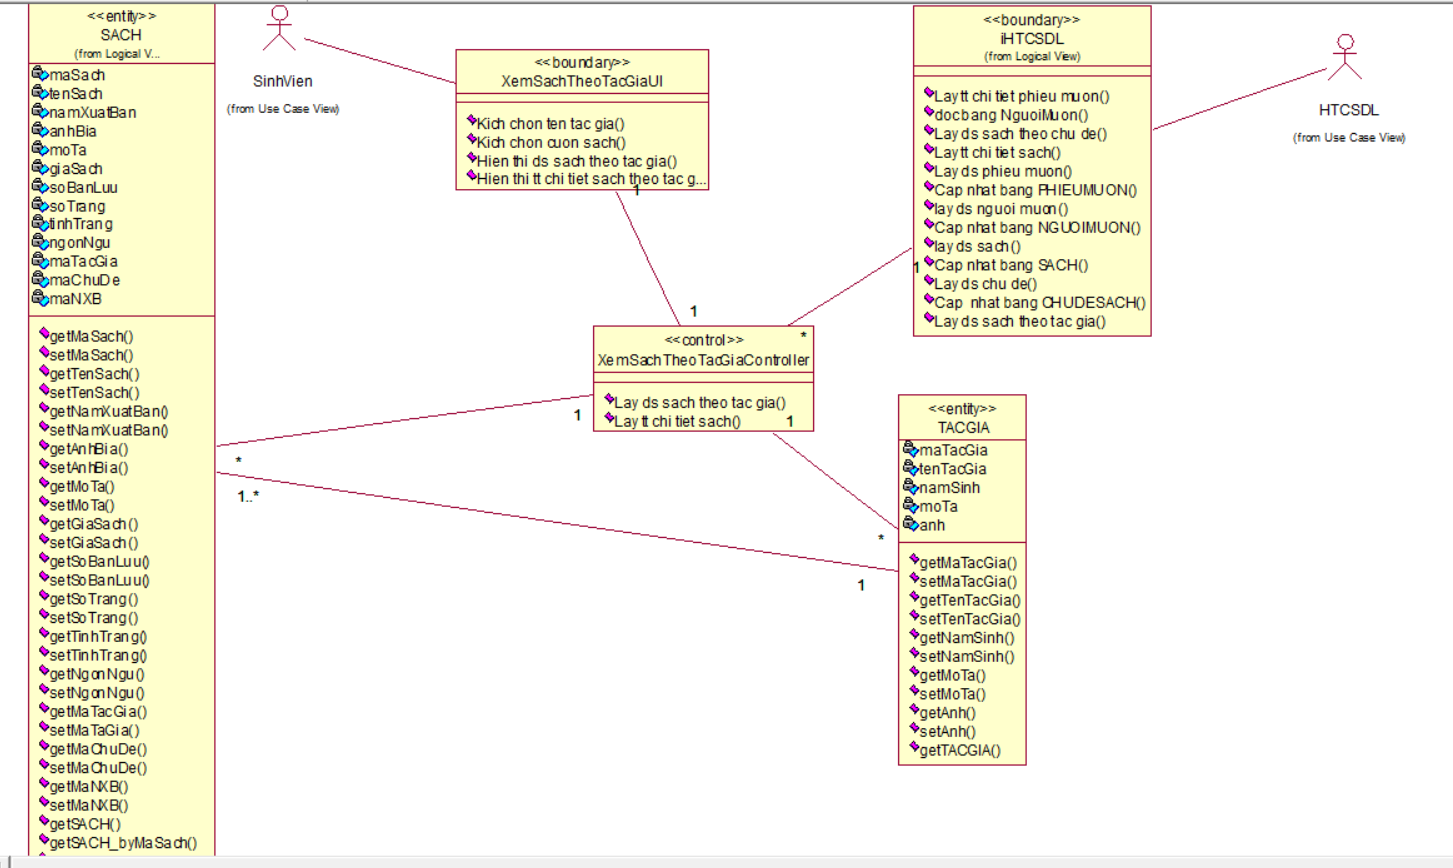 <<entity>>
SACH
(from Logical V...
maSach
tenSach
namXuatBan
anhBia
moTa
giaSach
soBanLuu
soTrang
tinhTrang
ngonNgu
maTacGia
maChuDe
maNXB
getMaSach()
setMaSach()
getTenSach()
setTenSach()
getNamXuatBan()
setNamXuatBan()
getAnhBia()
setAnhBia()
getMoTa()
setMoTa()
getGiaSach()
setGiaSach()
getSoBanLuu()
setSoBanLuu()
getSoTrang()
setSoTrang()
getTinhTrang()
setTinhTrang()
getNgonNgu()
setNgonNgu()
getMaTacGia()
setMaTaGia()
getMaChuDe()
setMaChuDe()
getMaNXB()
setMaNXB()
getSACH()
getSACH_byMaSach()
SinhVien
(from Use Case View)
<<boundary>>
XemSachTheoTacGiaUI
Kich chon ten tac gia()
Kich chon cuon sach()
Hien thi ds sach theo tac gia()
Hien thi tt chi tiet sach theo tac g...
1
1
<<control>>
*
XemSachTheoTacGiaController
Lay ds sach theo tac gia()
Lay tt chi tiet sach()
1
1
*
1..*
<<boundary>>
iHTCSDL
(from Logical View)
Lay tt chi tiet phieu muon()
doc bang NguoiMuon()
Lay ds sach theo chu de()
Lay tt chi tiet sach()
Lay ds phieu muon()
Cap nhat bang PHIEUMUON()
lay ds nguoi muon()
Cap nhat bang NGUOIMUON()
lay ds sach()
1
Cap nhat bang SACH()
Lay ds chu de()
Cap nhat bang CHUDESACH()
Lay ds sach theo tac gia()
HTCSDL
(from Use Case View)
<<entity>>
TACGIA
maTacGia
tenTacGia
namSinh
moTa
anh
*
1
getMaTacGia()
setMaTacGia()
getTenTacGia()
setTenTacGia()
getNamSinh()
setNamSinh()
getMoTa()
setMoTa()
getAnh()
setAnh()
getTACGIA()